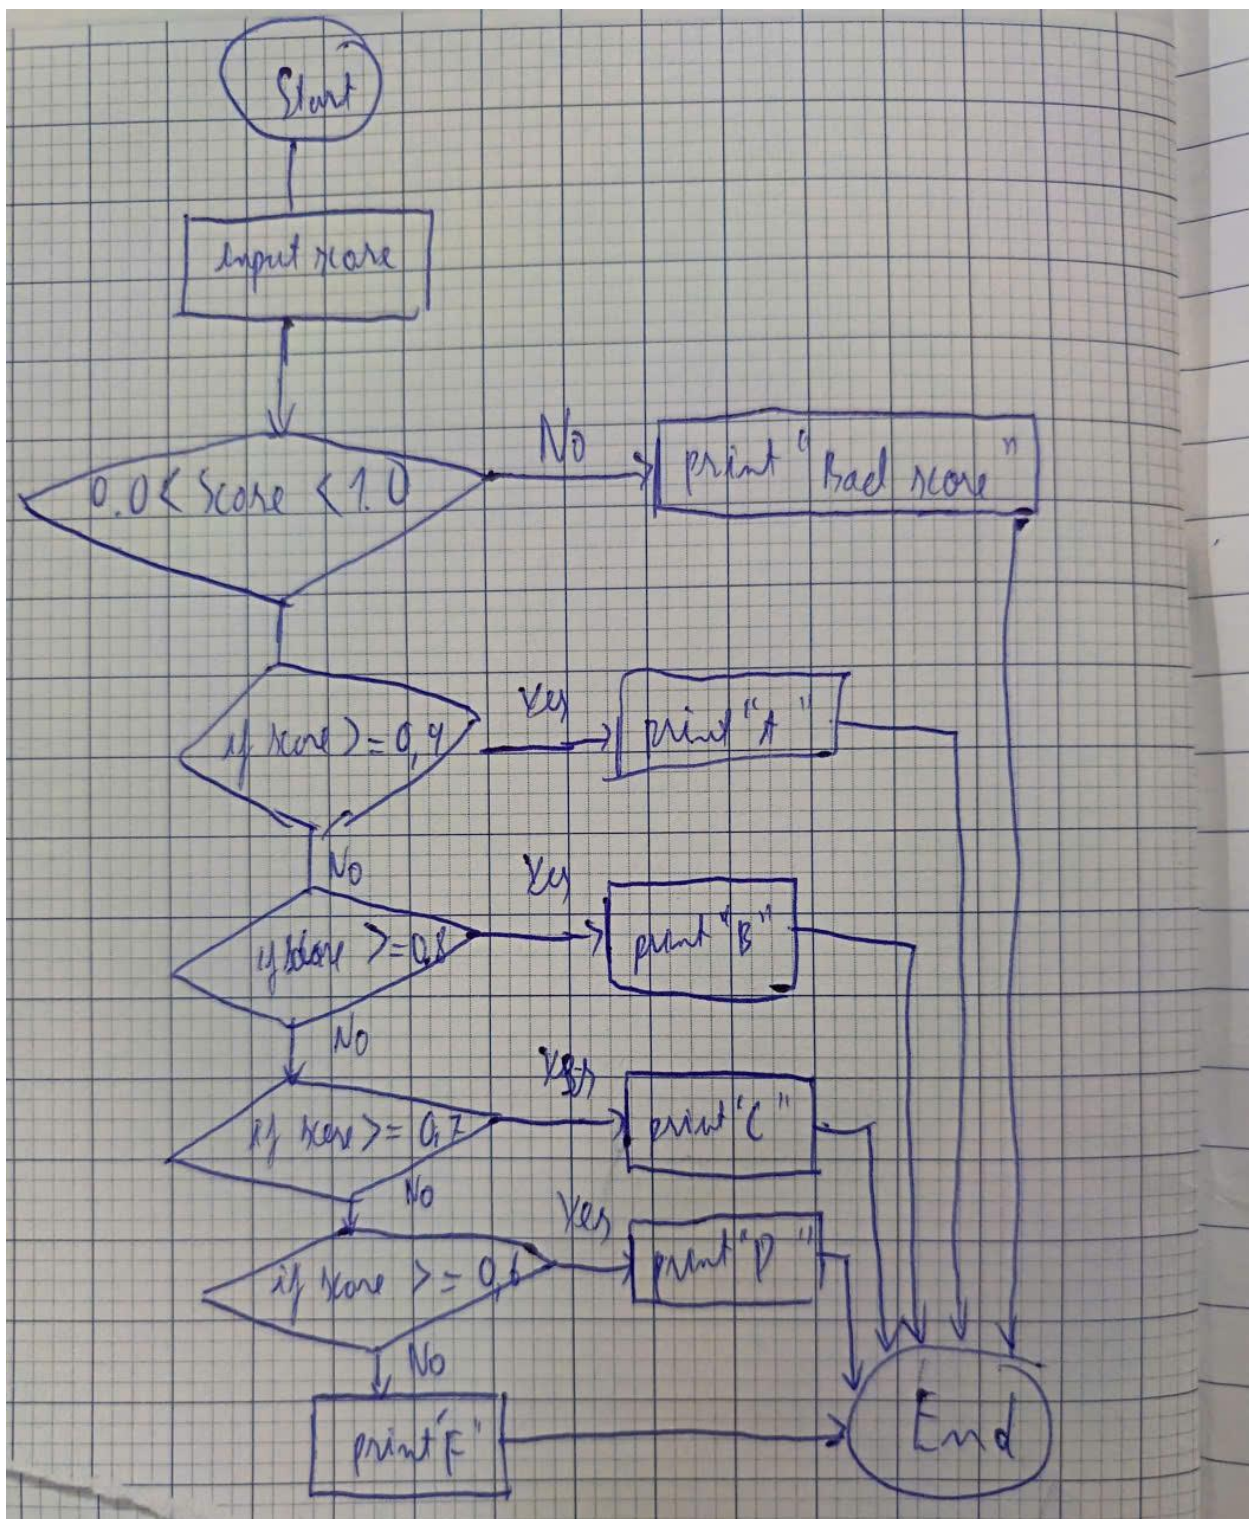 Start
input score
No
0.0 < Score < 1.0
print "Bad score"
Yes
if score >= 0,9
print "A"
No
Yes
if score >= 0,8
print "B"
No
Yes
if score >= 0,7
print "C"
No
Yes
if score >= 0,6
print "D"
No
print "F"
End